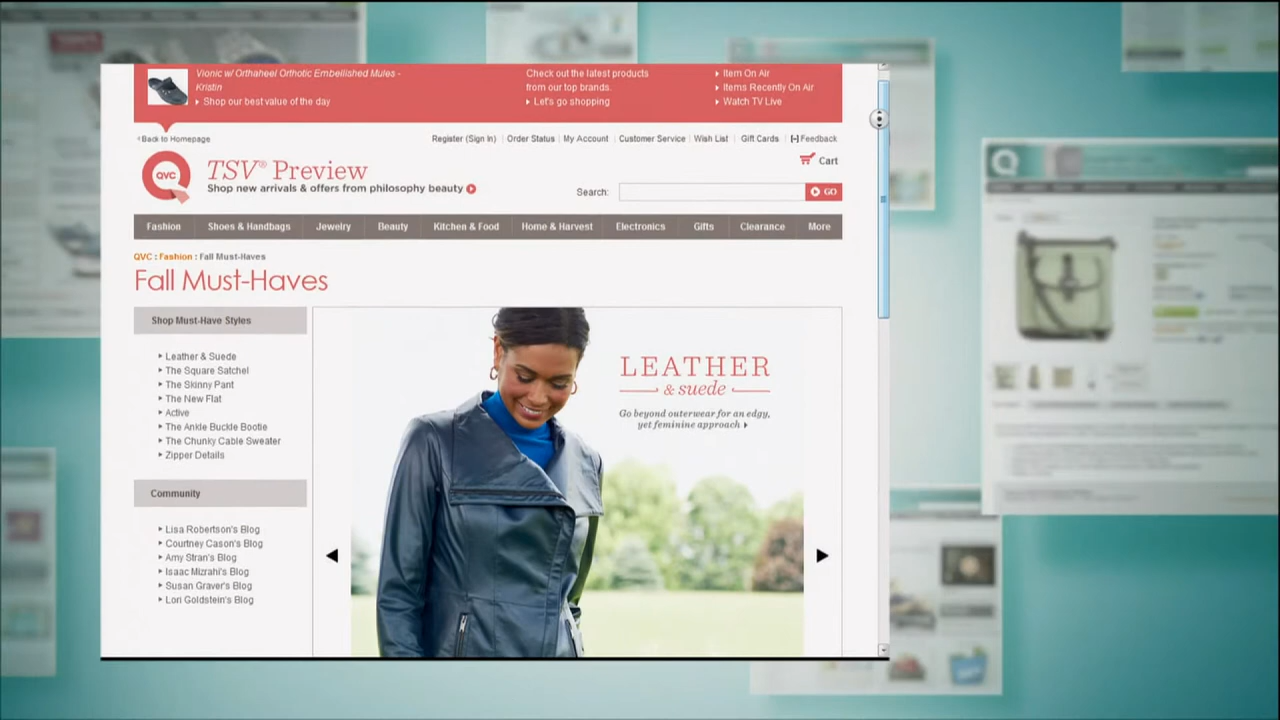 Vionic w/ Orthaheel Orthotic Embellished Mules -
Kristin
Shop our best value of the day
Check out the latest products
from our top brands.
Let's go shopping
Item On Air
Items Recently On Air
Watch TV Live
Back to Homepage
Register (Sign In) Order Status My Account Customer Service Wish List Gift Cards [-] Feedback
QVC
TSV® Preview
Shop new arrivals & offers from philosophy beauty
Cart
Search:
GO
Fashion Shoes & Handbags Jewelry Beauty Kitchen & Food Home & Harvest Electronics Gifts Clearance More
QVC : Fashion : Fall Must-Haves
Fall Must-Haves
Shop Must-Have Styles
Leather & Suede
The Square Satchel
The Skinny Pant
The New Flat
Active
The Ankle Buckle Bootie
The Chunky Cable Sweater
Zipper Details
Community
Lisa Robertson's Blog
Courtney Cason's Blog
Amy Stran's Blog
Isaac Mizrahi's Blog
Susan Graver's Blog
Lori Goldstein's Blog
LEATHER
& suede
Go beyond outerwear for an edgy,
yet feminine approach